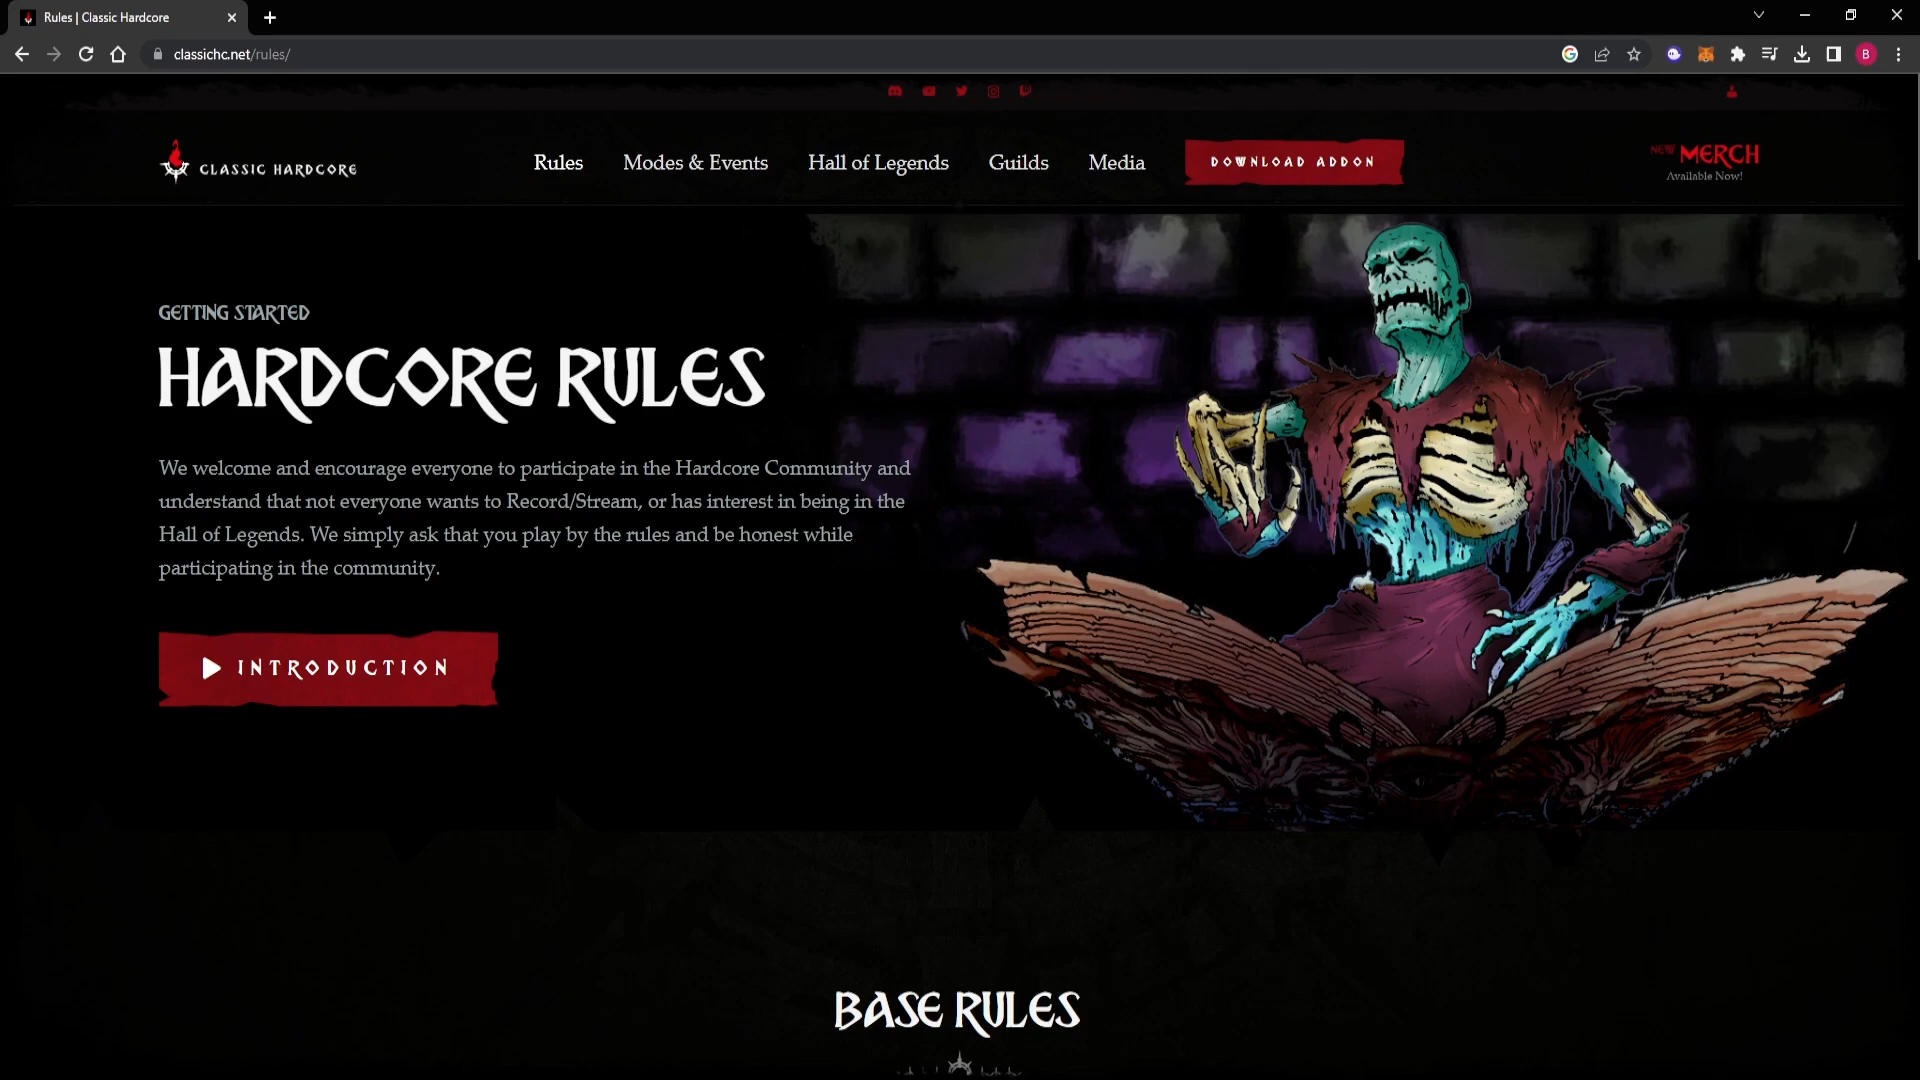 Rules | Classic Hardcore
classichc.net/rules/
B
CLASSIC HARDCORE
Rules
Modes & Events
Hall of Legends
Guilds
Media
DOWNLOAD ADDON
NEW MERCH
Available Now!
GETTING STARTED
HARDCORE RULES
We welcome and encourage everyone to participate in the Hardcore Community and
understand that not everyone wants to Record/Stream, or has interest in being in the
Hall of Legends. We simply ask that you play by the rules and be honest while
participating in the community.
INTRODUCTION
BASE RULES